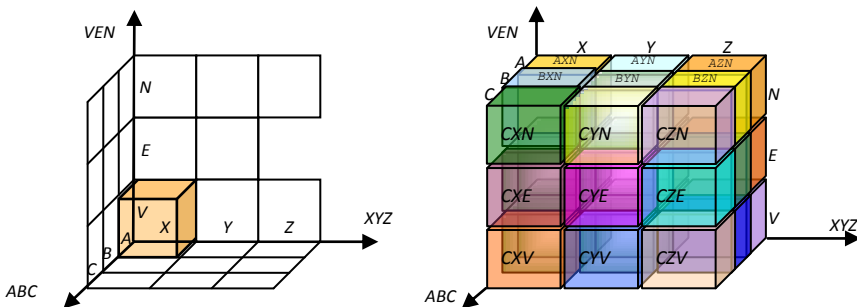 VEN
N
E
V
X
Y
Z
A
B
C
XYZ
ABC
VEN
X
Y
Z
A
AXN
AYN
AZN
B
BXN
BYN
BZN
C
N
CXN
CYN
CZN
E
CXE
CYE
CZE
V
XYZ
CXV
CYV
CZV
ABC